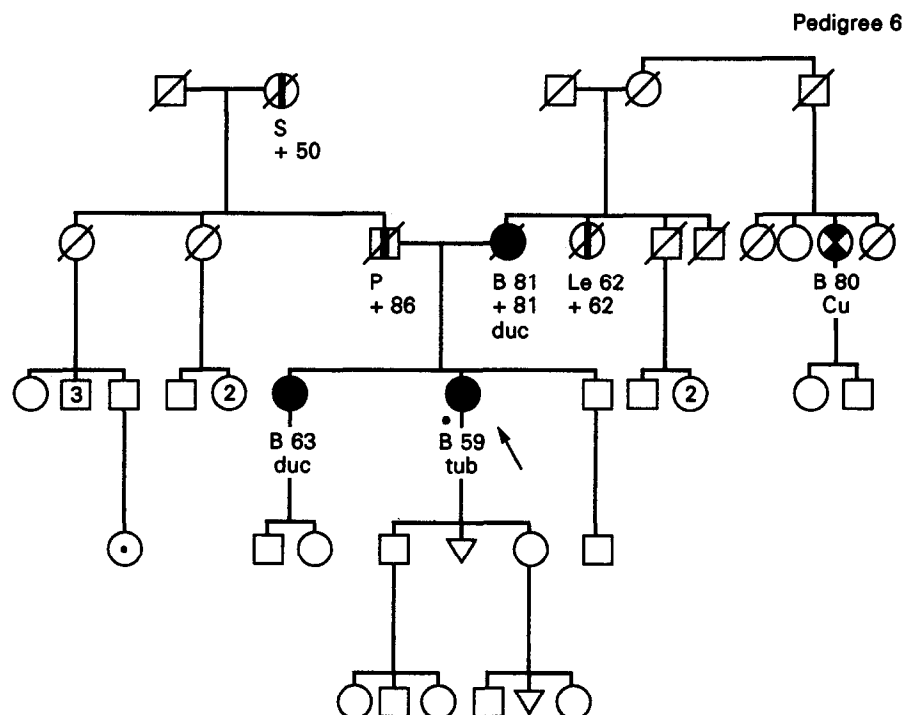 Pedigree 6
S
+ 50
P
+ 86
B 81
+ 81
duc
Le 62
+ 62
B 80
Cu
3
2
2
B 63
duc
B 59
tub